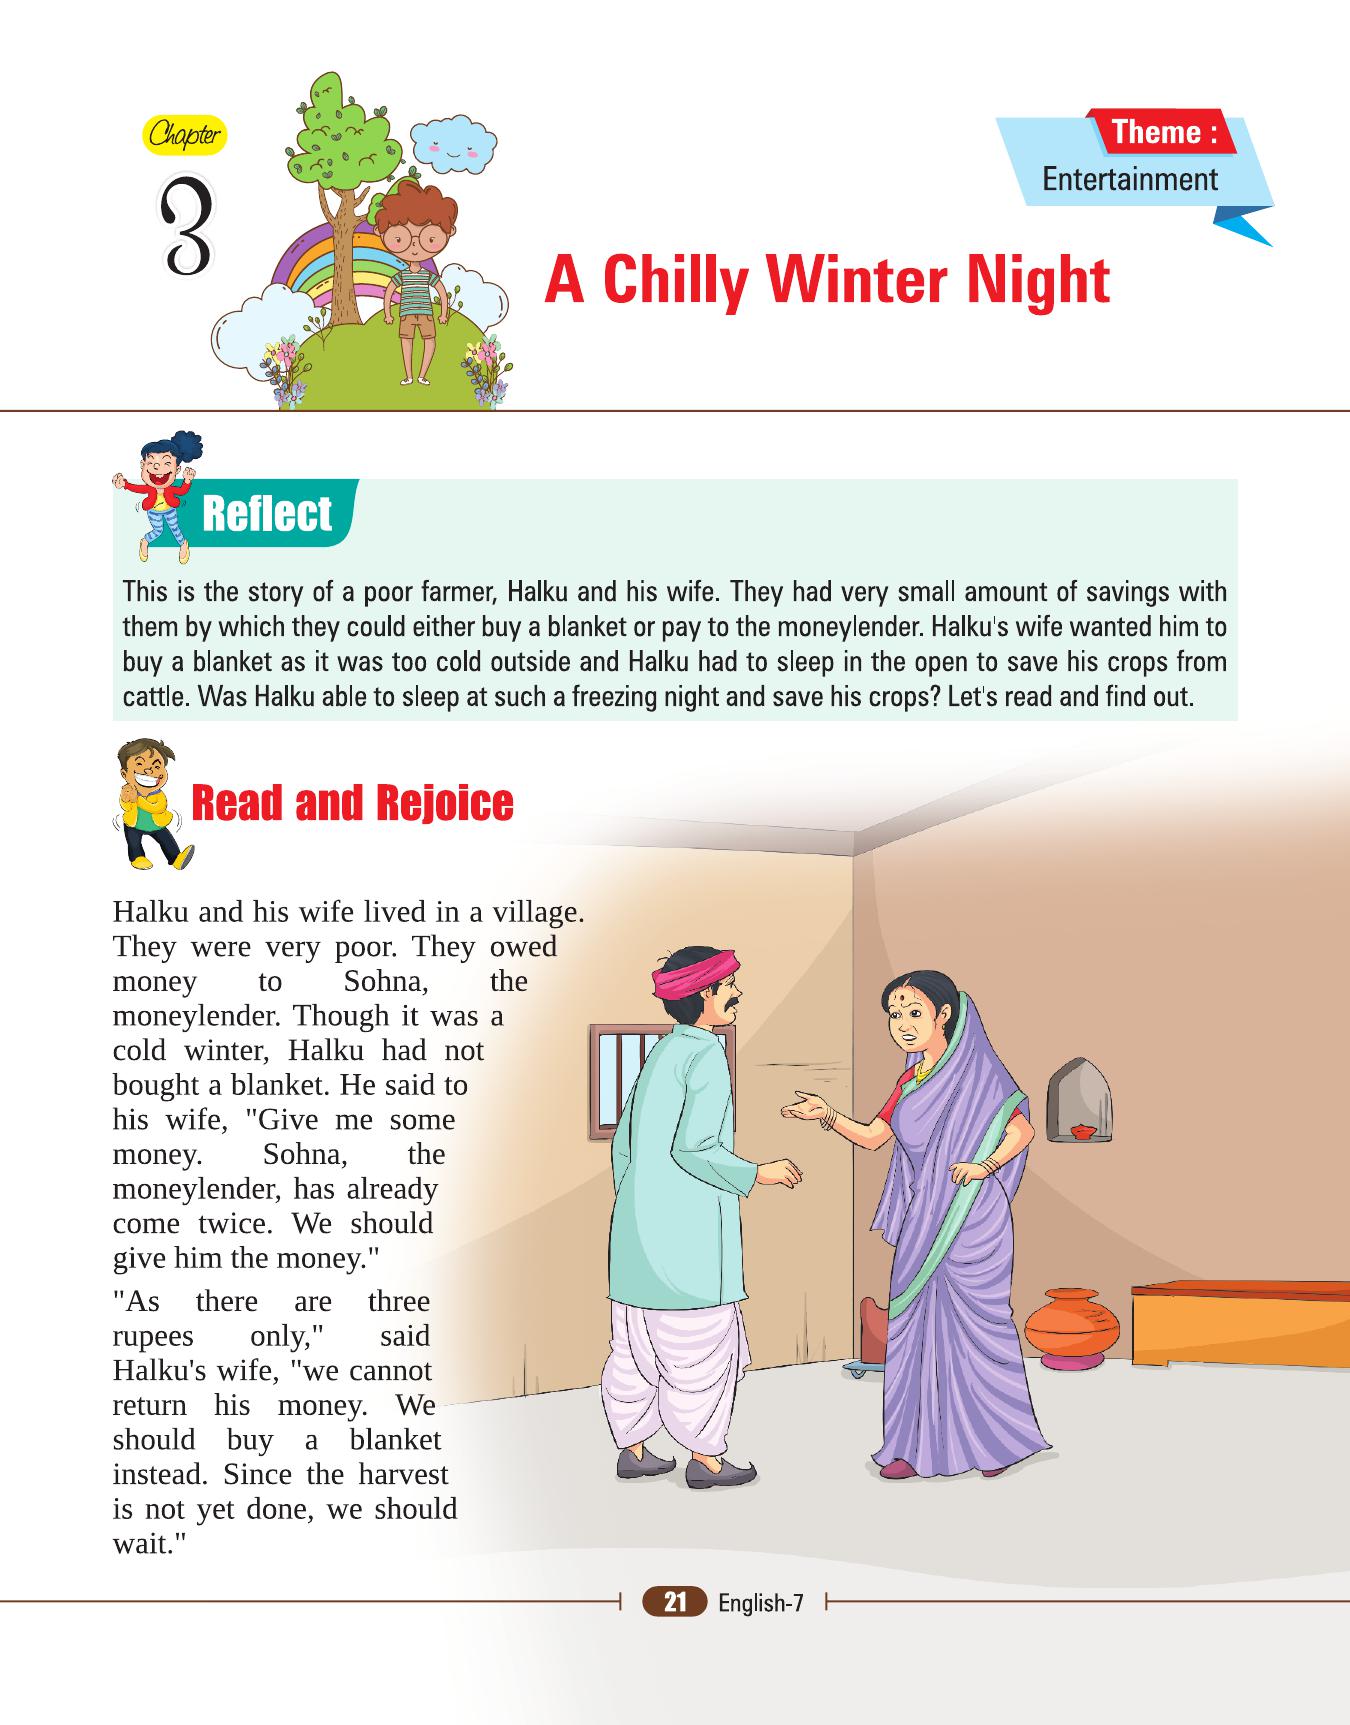 Chapter
3
Theme :
Entertainment
A Chilly Winter Night
Reflect
This is the story of a poor farmer, Halku and his wife. They had very small amount of savings with
them by which they could either buy a blanket or pay to the moneylender. Halku's wife wanted him to
buy a blanket as it was too cold outside and Halku had to sleep in the open to save his crops from
cattle. Was Halku able to sleep at such a freezing night and save his crops? Let's read and find out.
Read and Rejoice
Halku and his wife lived in a village.
They were very poor. They owed
money to Sohna, the
moneylender. Though it was a
cold winter, Halku had not
bought a blanket. He said to
his wife, "Give me some
money. Sohna, the
moneylender, has already
come twice. We should
give him the money."
"As there are three
rupees only," said
Halku's wife, "we cannot
return his money. We
should buy a blanket
instead. Since the harvest
is not yet done, we should
wait."
21 English-7